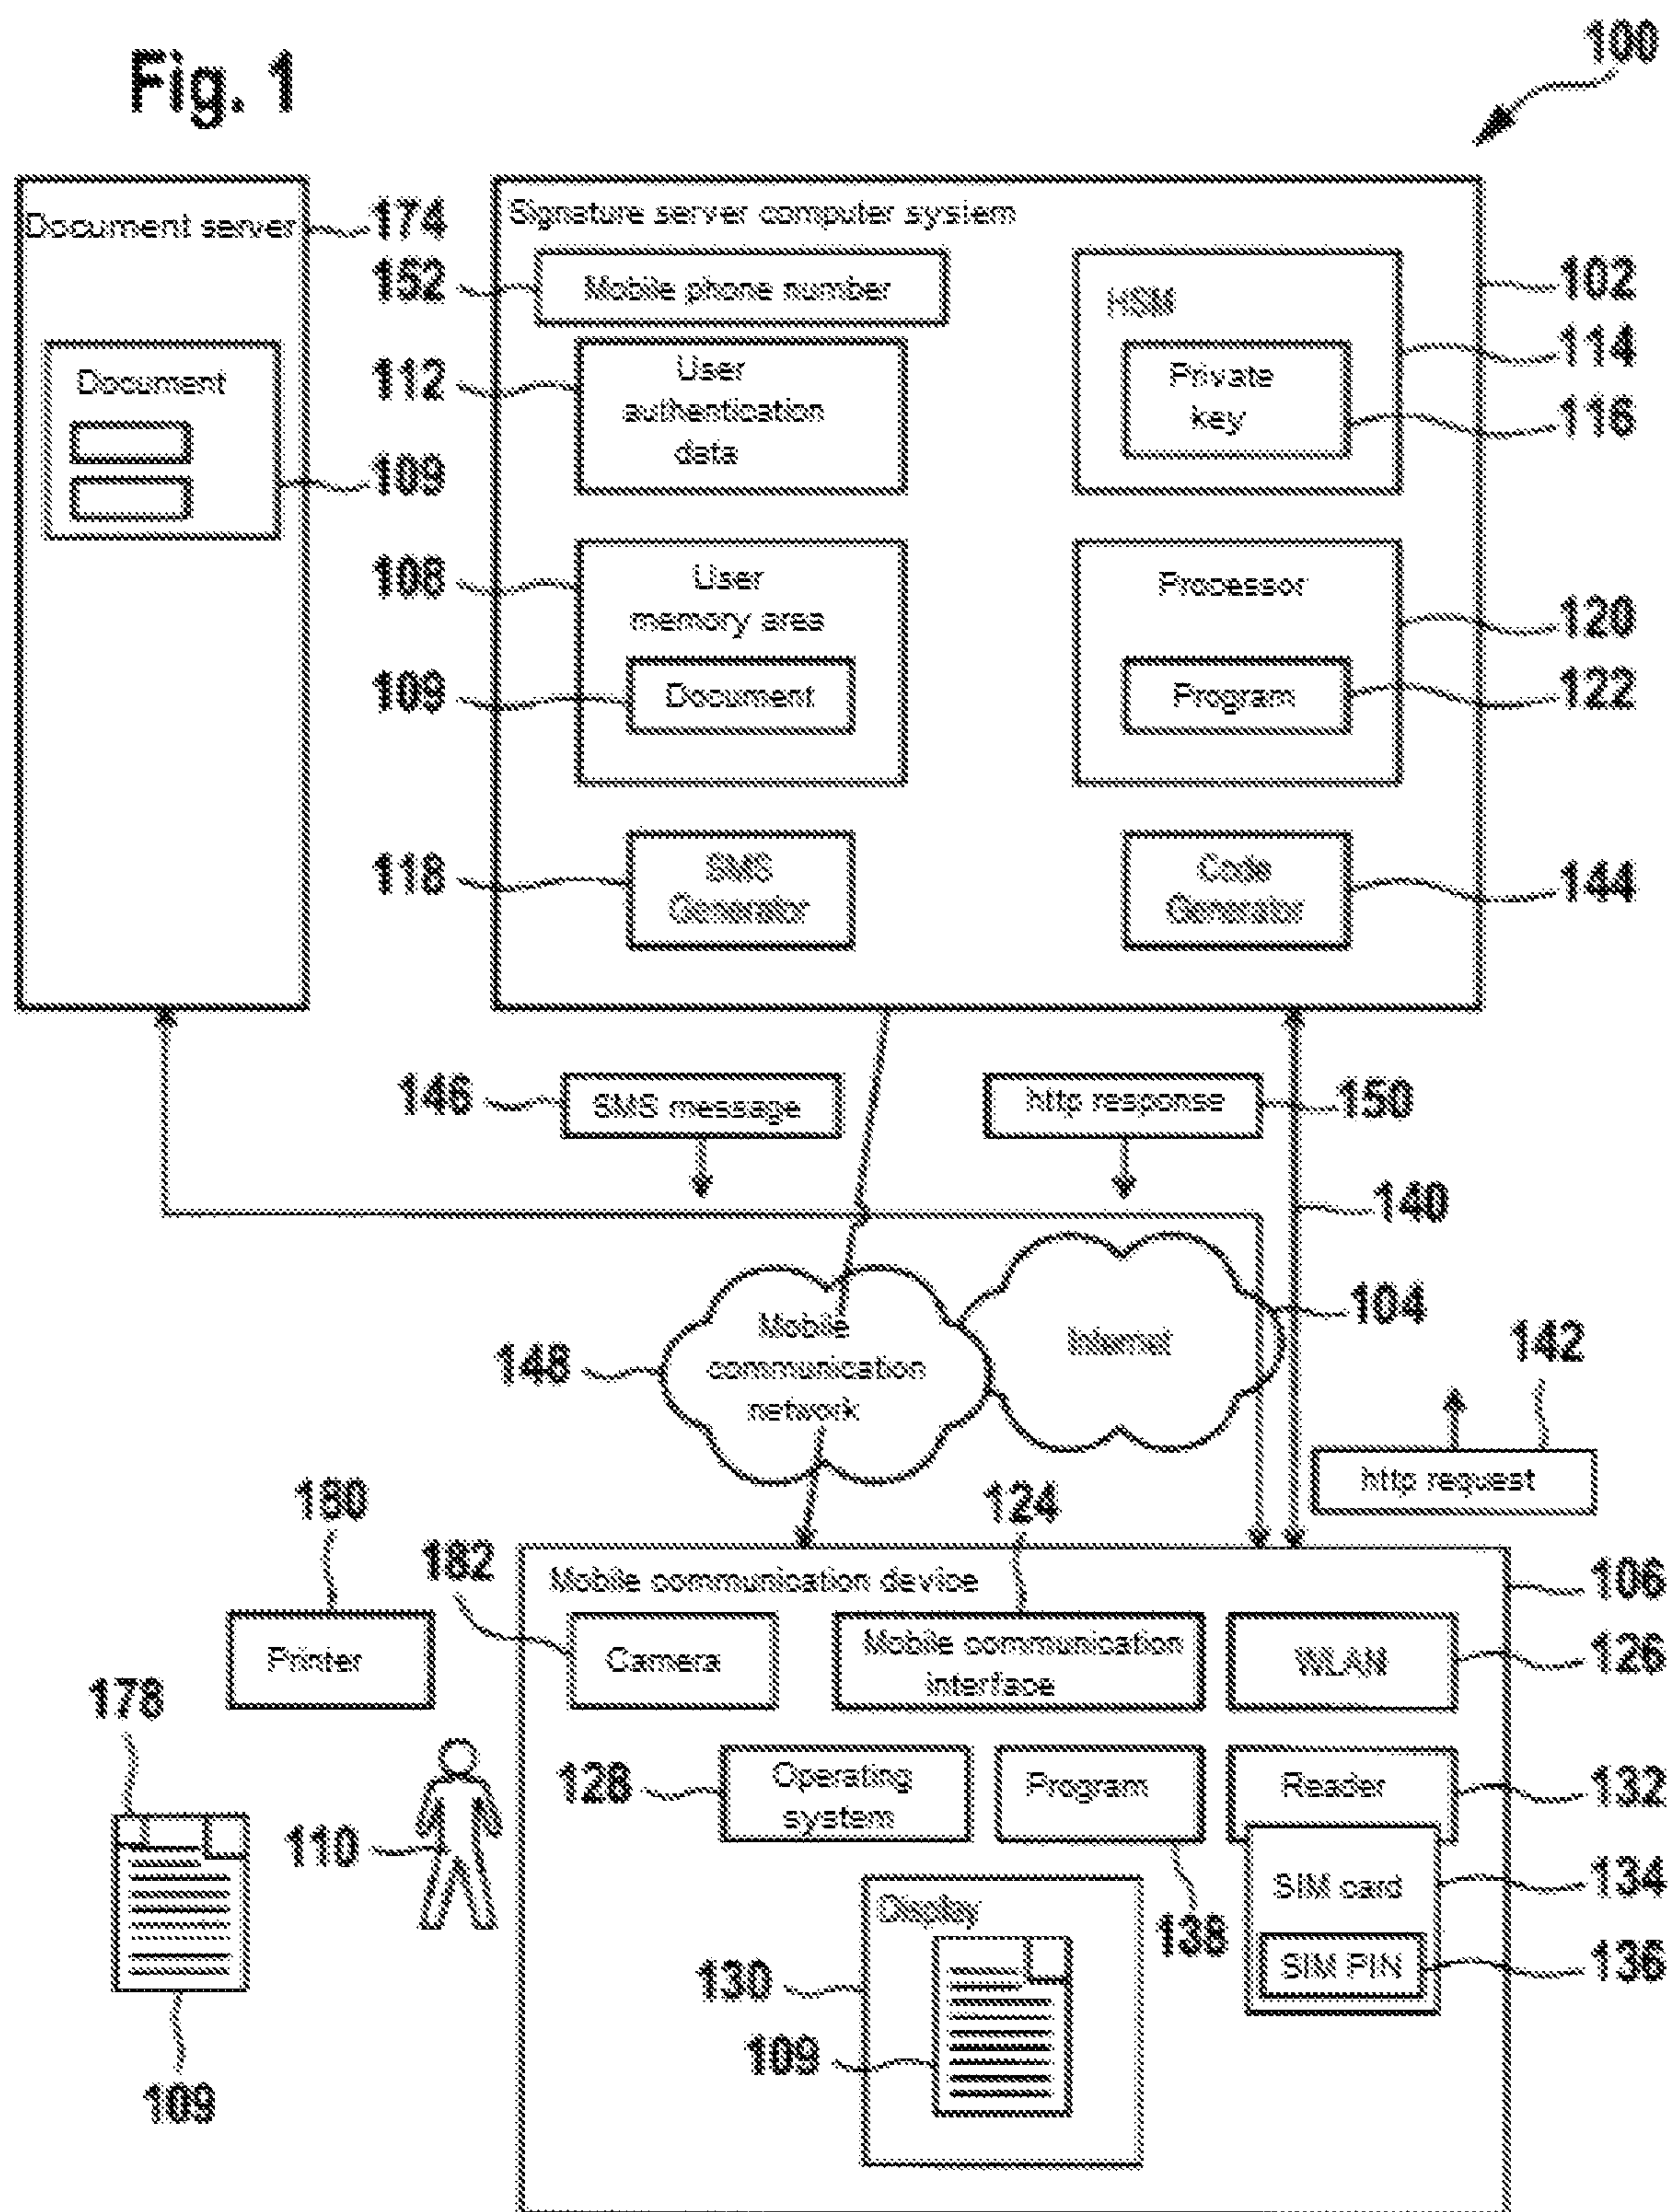 Fig. 1
100
Document server
174
Signature server computer system
152
Mobile phone number
102
HSM
114
112
User
authentication
data
Private
key
116
Document
109
108
User
memory area
Processor
120
109
Document
Program
122
118
SMS
Generator
Code
Generator
144
146
SMS message
http response
150
140
104
148
Mobile
communication
network
Internet
142
http request
180
124
182
Mobile communication device
106
Printer
Camera
Mobile communication
interface
WLAN
126
178
128
Operating
system
Program
Reader
132
110
SIM card
134
Display
138
130
SIM PIN
136
109
109